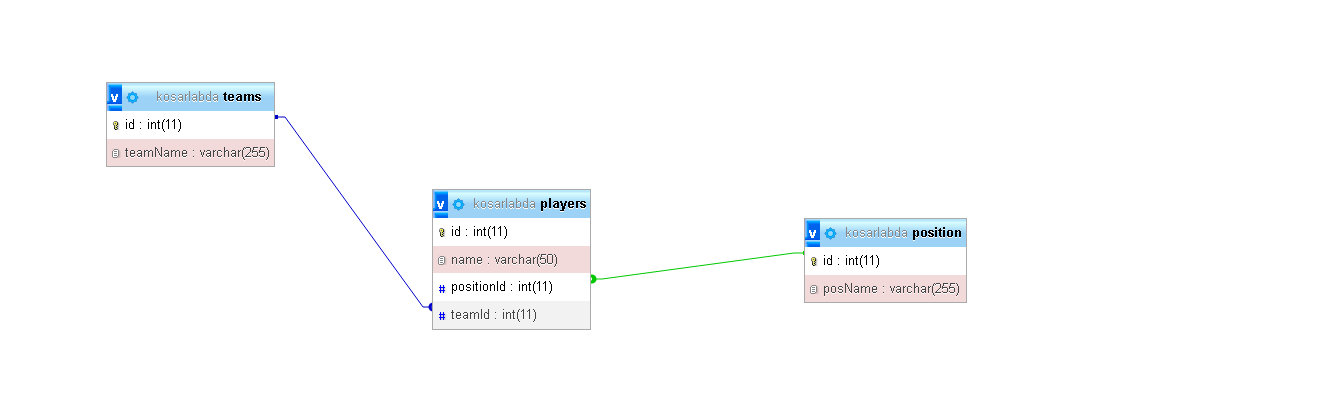 v kosarlabda teams
id : int(11)
teamName : varchar(255)
v kosarlabda players
id : int(11)
name : varchar(50)
# positionId : int(11)
# teamId : int(11)
v kosarlabda position
id : int(11)
posName : varchar(255)